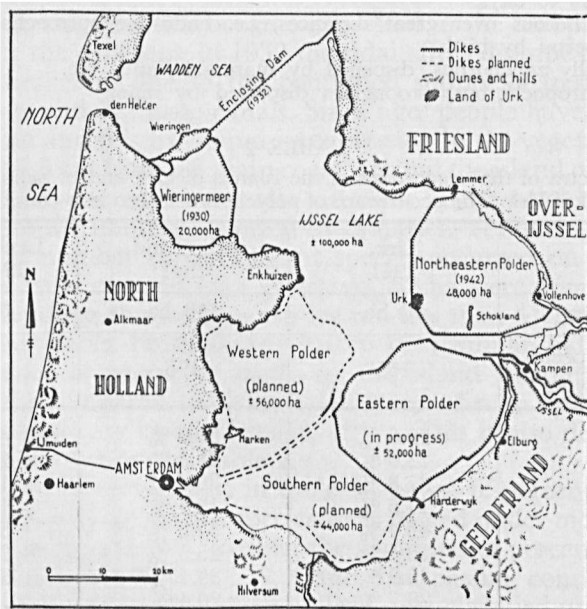 Texel
WADDEN SEA
Enclosing Dam
(1932)
NORTH
SEA
den Helder
Wieringen
Wieringermeer
(1930)
20,000 ha
Dikes
Dikes planned
Dunes and hills
Land of Urk
FRIESLAND
Lemmer
OVER-
IJSSEL
IJSSEL LAKE
± 100,000 ha
Northeastern Polder
(1942)
48,000 ha
Urk
Schokland
Vollenhove
Enkhuizen
N
NORTH
HOLLAND
Alkmaar
Western Polder
(planned)
± 56,000 ha
Kampen
IJSSEL
Eastern Polder
(in progress)
± 52,000 ha
Elburg
Marken
IJmuiden
Haarlem
AMSTERDAM
Southern Polder
(planned)
± 44,000 ha
Harderwyk
GELDERLAND
0 10 20 km
Hilversum
EEM R.